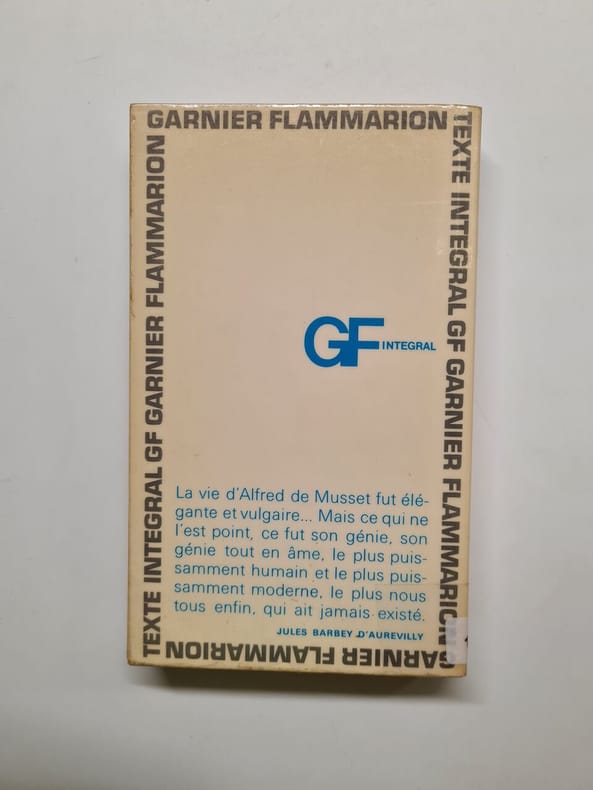 GARNIER FLAMMARION
TEXTE INTEGRAL GF GARNIER FLAMMARION
GF INTEGRAL
La vie d'Alfred de Musset fut élé-
gante et vulgaire... Mais ce qui ne
l'est point, ce fut son génie, son
génie tout en âme, le plus puis-
samment humain et le plus puis-
samment moderne, le plus nous
tous enfin, qui ait jamais existé.
JULES BARBEY D'AUREVILLY
GARNIER FLAMMARION
TEXTE INTEGRAL GF GARNIER FLAMMARION